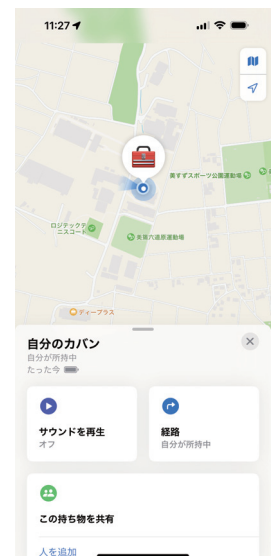 11:27
奥すずスポーツ公園運動場
ロジテックテ
ニスコート
美篶六道原運動場
ディープラス
自分のカバン
自分が所持中
たった今
サウンドを再生
オフ
経路
自分が所持中
この持ち物を共有
人を追加